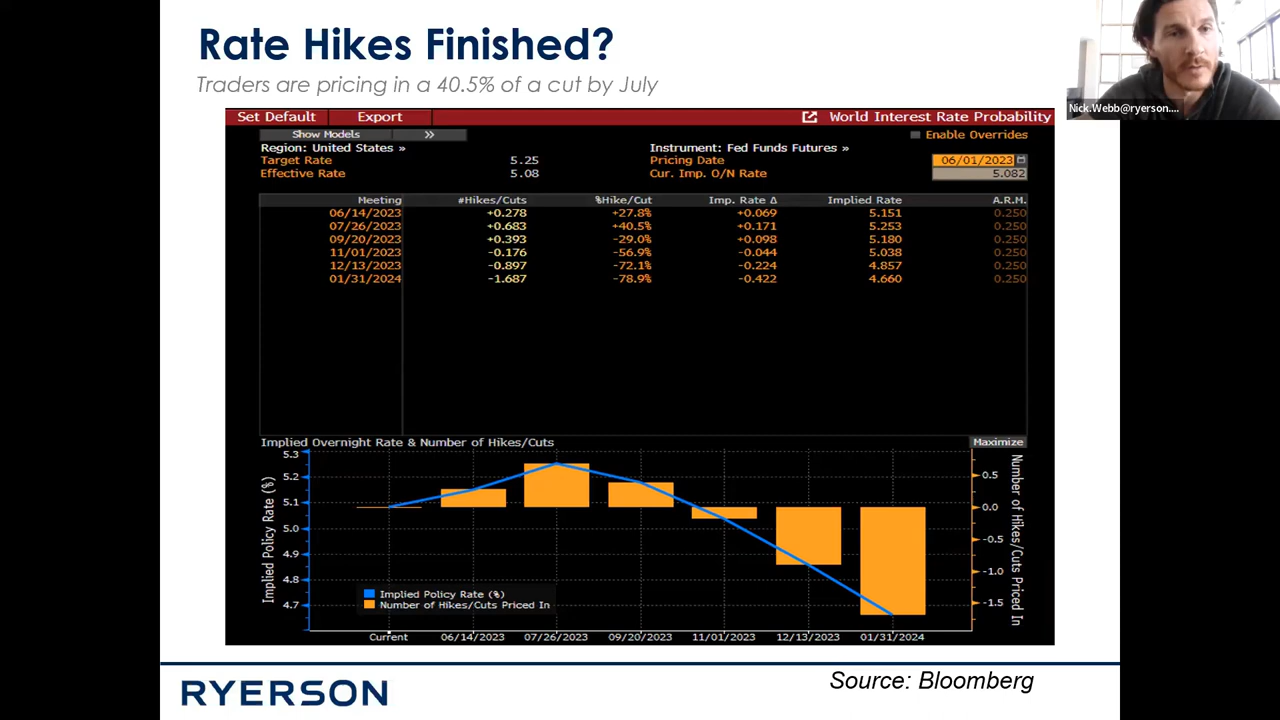 Rate Hikes Finished?
Traders are pricing in a 40.5% of a cut by July
Nick.Webb@ryerson....
Set Default Export World Interest Rate Probability
Show Models » Enable Overrides
Region: United States » Instrument: Fed Funds Futures »
Target Rate 5.25 Pricing Date 06/01/2023
Effective Rate 5.08 Cur. Imp. O/N Rate 5.082
Meeting #Hikes/Cuts %Hike/Cut Imp. Rate Δ Implied Rate A.R.M.
06/14/2023 +0.278 +27.8% +0.069 5.151 0.250
07/26/2023 +0.683 +40.5% +0.171 5.253 0.250
09/20/2023 +0.393 -29.0% +0.098 5.180 0.250
11/01/2023 -0.176 -56.9% -0.044 5.038 0.250
12/13/2023 -0.897 -72.1% -0.224 4.857 0.250
01/31/2024 -1.687 -78.9% -0.422 4.660 0.250
Implied Overnight Rate & Number of Hikes/Cuts Maximize
Implied Policy Rate (%)
5.3
5.2
5.1
5.0
4.9
4.8
4.7
0.5
0.0
-0.5
-1.0
-1.5
Number of Hikes/Cuts Priced In
Implied Policy Rate (%)
Number of Hikes/Cuts Priced In
Current 06/14/2023 07/26/2023 09/20/2023 11/01/2023 12/13/2023 01/31/2024
Source: Bloomberg
RYERSON